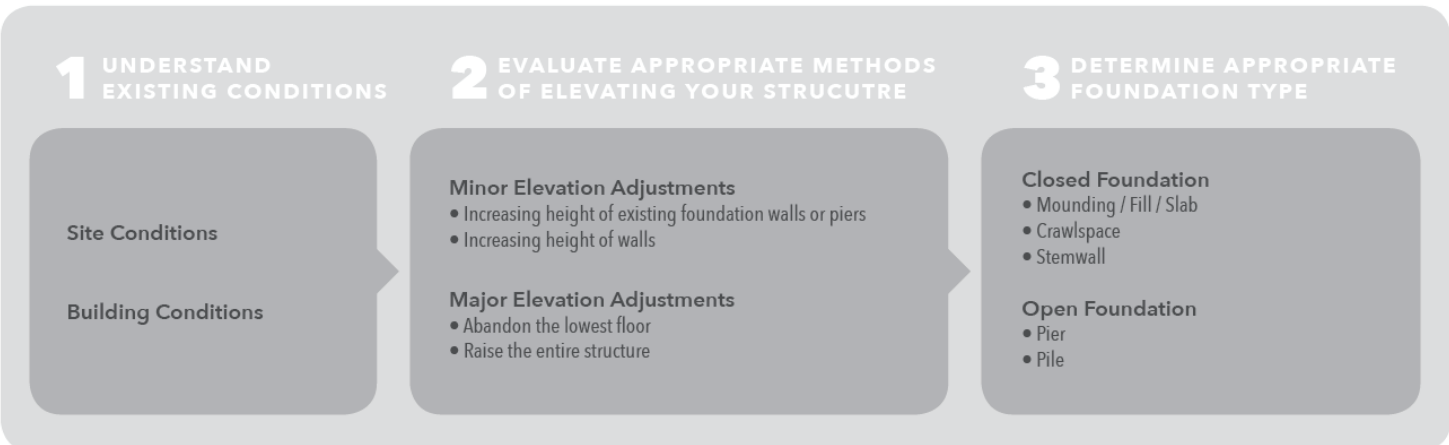 1 UNDERSTAND
EXISTING CONDITIONS
Site Conditions
Building Conditions
2 EVALUATE APPROPRIATE METHODS
OF ELEVATING YOUR STRUCUTRE
Minor Elevation Adjustments
• Increasing height of existing foundation walls or piers
• Increasing height of walls
Major Elevation Adjustments
• Abandon the lowest floor
• Raise the entire structure
3 DETERMINE APPROPRIATE
FOUNDATION TYPE
Closed Foundation
• Mounding / Fill / Slab
• Crawlspace
• Stemwall
Open Foundation
• Pier
• Pile